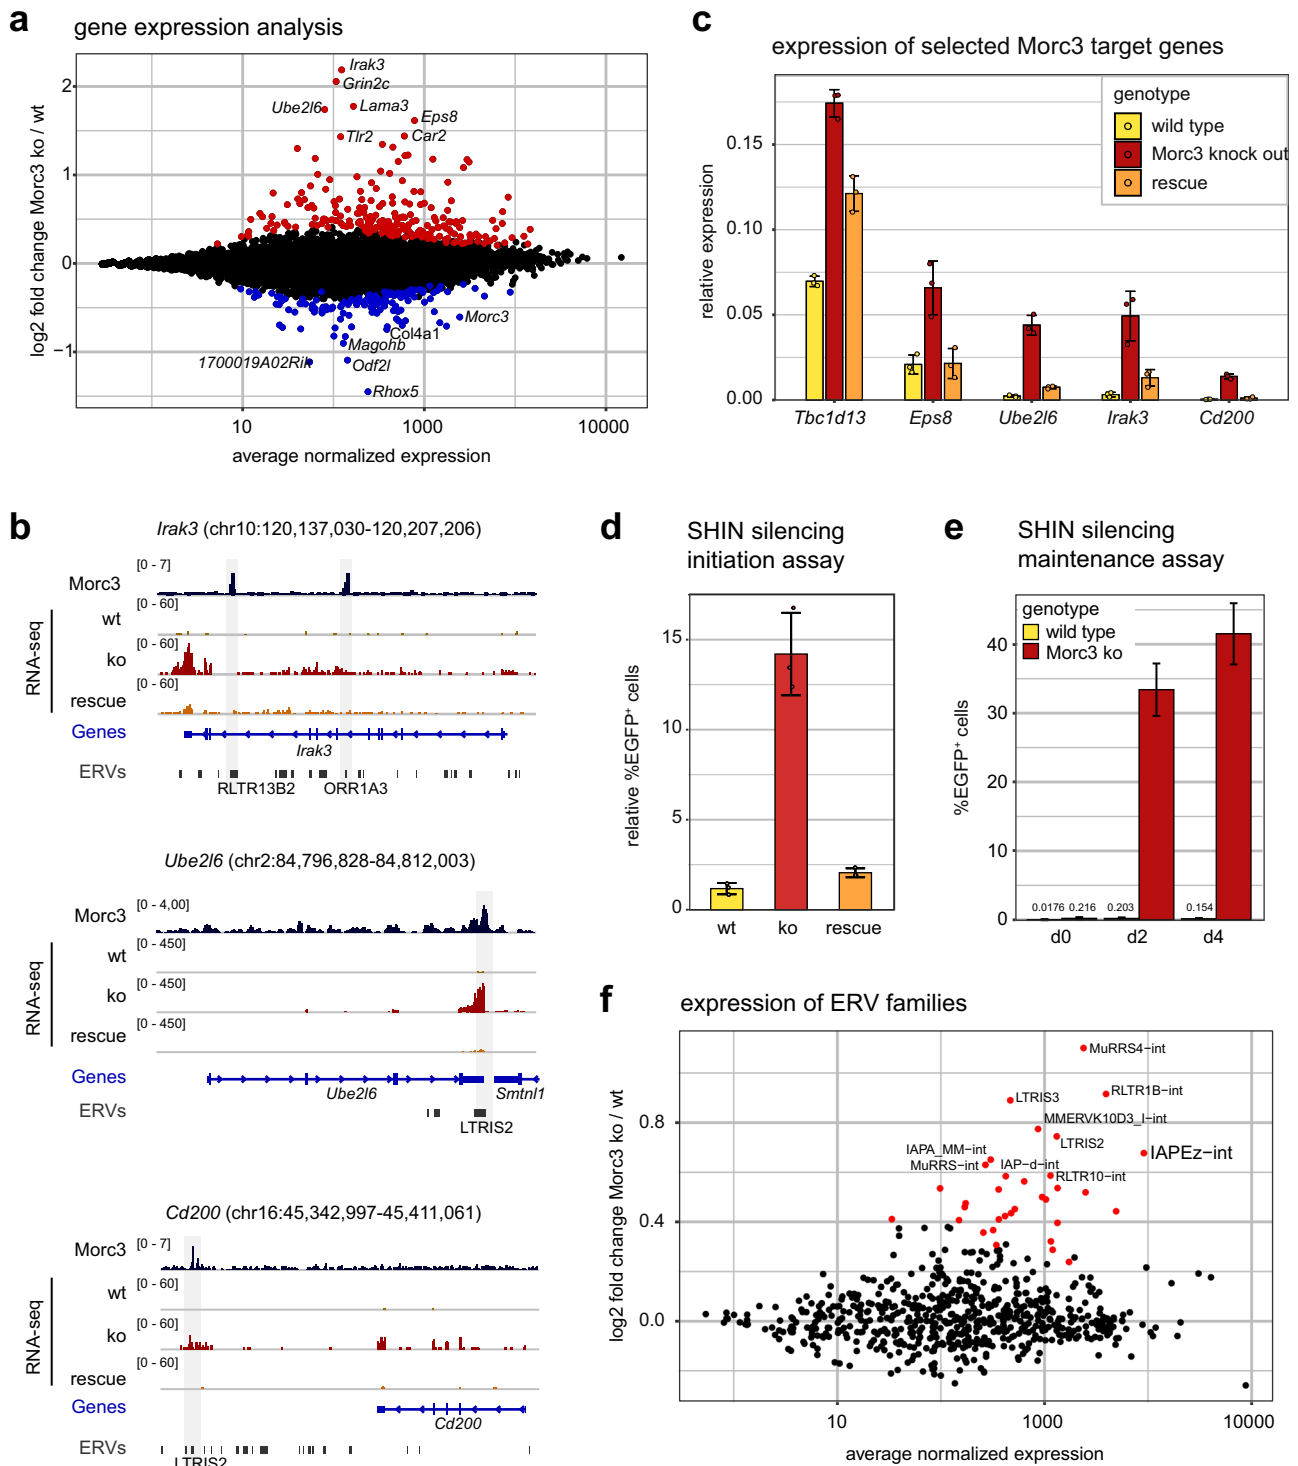 a
gene expression analysis
log2 fold change Morc3 ko / wt
2
1
0
−1
Irak3
Grin2c
Ube2l6
Lama3
Eps8
Tlr2
Car2
Morc3
Col4a1
Magohb
1700019A02Rik
Odf2l
Rhox5
10
1000
10000
average normalized expression
c
expression of selected Morc3 target genes
relative expression
0.15
0.10
0.05
0.00
genotype
wild type
Morc3 knock out
rescue
Tbc1d13
Eps8
Ube2l6
Irak3
Cd200
b
Irak3 (chr10:120,137,030-120,207,206)
Morc3
[0 - 7]
RNA-seq
wt
[0 - 60]
ko
[0 - 60]
rescue
[0 - 60]
Genes
Irak3
ERVs
RLTR13B2
ORR1A3
Ube2l6 (chr2:84,796,828-84,812,003)
Morc3
[0 - 4,00]
RNA-seq
wt
[0 - 450]
ko
[0 - 450]
rescue
[0 - 450]
Genes
Ube2l6
Smtnl1
ERVs
LTRIS2
Cd200 (chr16:45,342,997-45,411,061)
Morc3
[0 - 7]
RNA-seq
wt
[0 - 60]
ko
[0 - 60]
rescue
[0 - 60]
Genes
Cd200
ERVs
LTRIS2
d
SHIN silencing
initiation assay
relative %EGFP+ cells
15
10
5
0
wt
ko
rescue
e
SHIN silencing
maintenance assay
%EGFP+ cells
40
30
20
10
0
genotype
wild type
Morc3 ko
0.0176
0.216
0.203
0.154
d0
d2
d4
f
expression of ERV families
log2 fold change Morc3 ko / wt
0.8
0.4
0.0
MuRRS4−int
RLTR1B−int
LTRIS3
MMERVK10D3_I−int
LTRIS2
IAPA_MM−int
IAPEz−int
MuRRS−int
IAP−d−int
RLTR10−int
10
1000
10000
average normalized expression